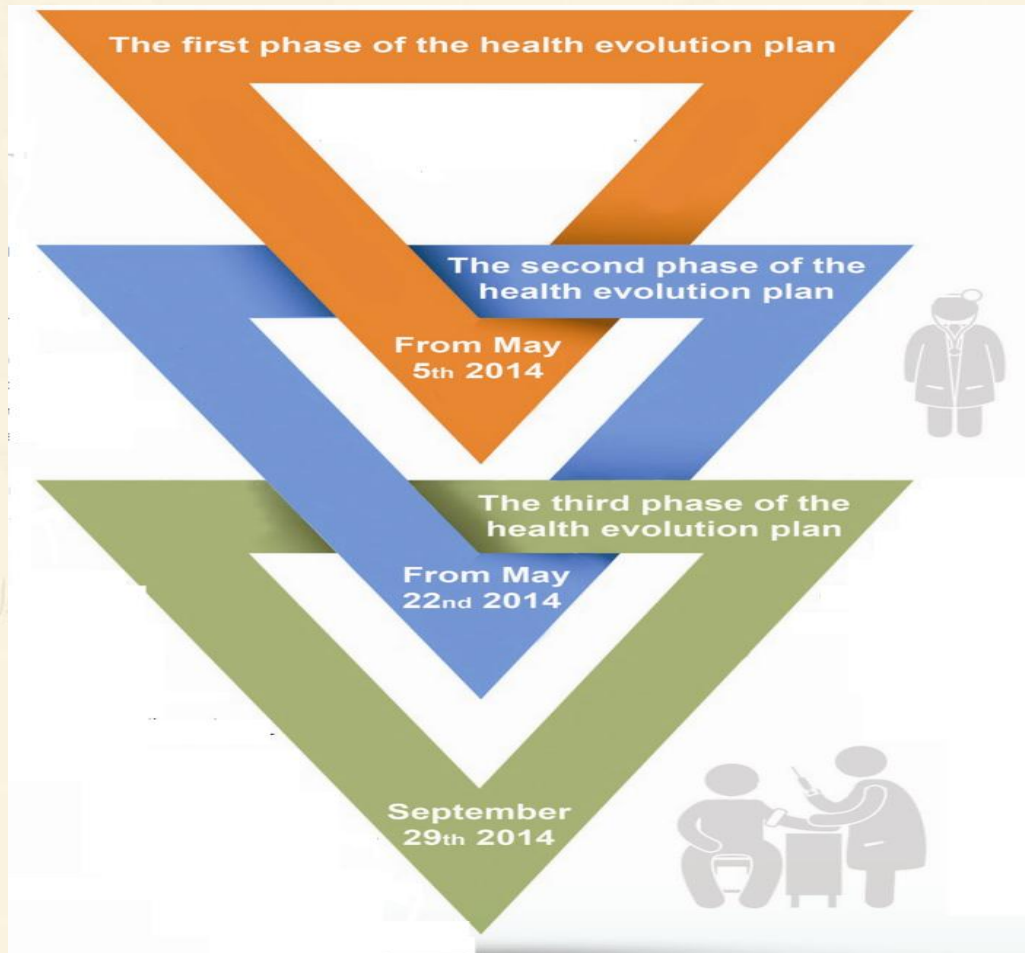 The first phase of the health evolution plan
The second phase of the
health evolution plan
From May
5th 2014
The third phase of the
health evolution plan
From May
22nd 2014
September
29th 2014